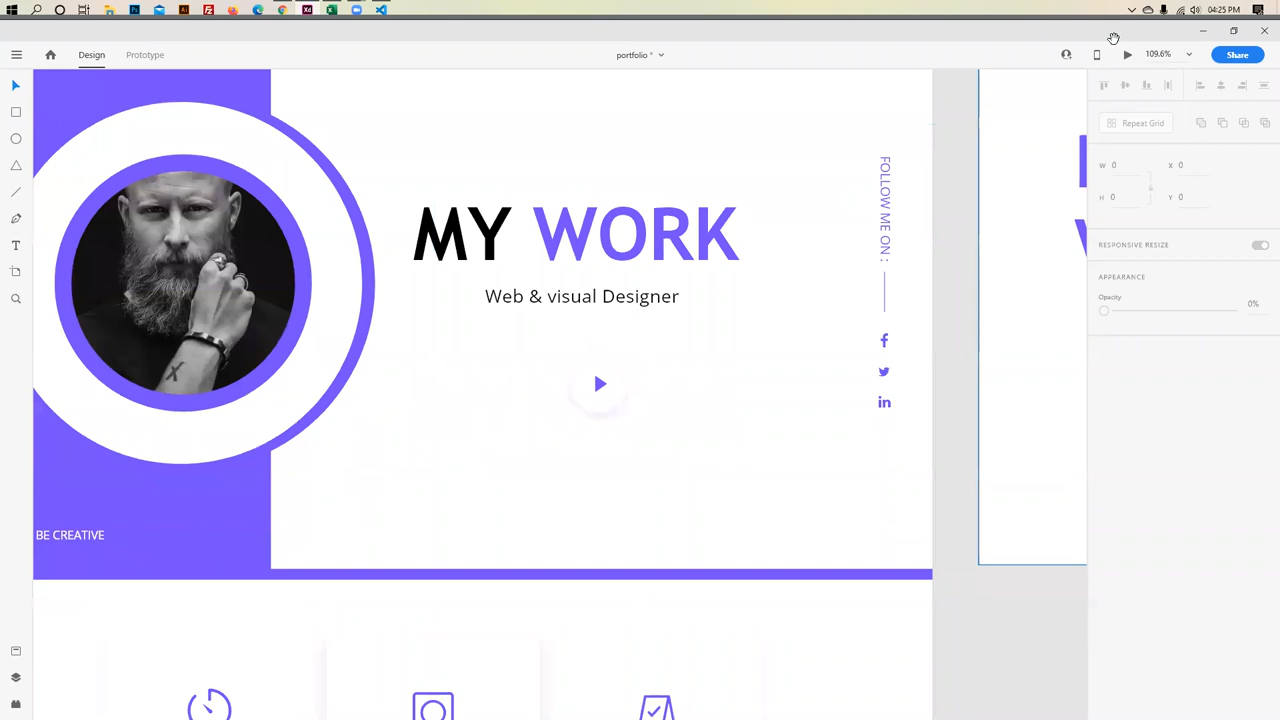 04:25 PM
Design
Prototype
portfolio *
109.6%
Share
Repeat Grid
W 0
X 0
H 0
Y 0
RESPONSIVE RESIZE
APPEARANCE
Opacity
0%
MY WORK
Web & visual Designer
FOLLOW ME ON :
BE CREATIVE